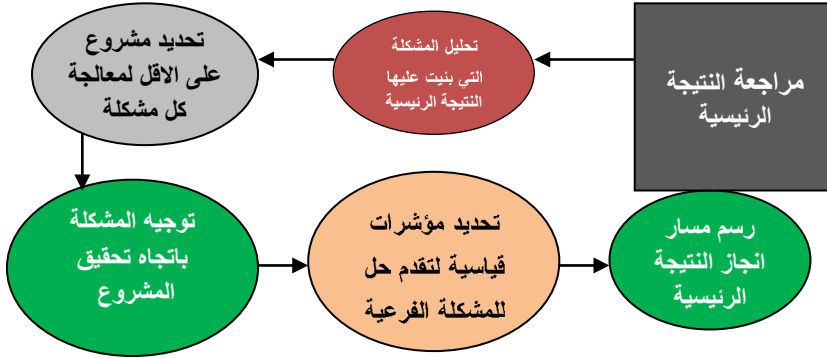 مراجعة النتيجة
الرئيسية
تحليل المشكلة
التي بنيت عليها
النتيجة الرئيسية
تحديد مشروع
على الاقل لمعالجة
كل مشكلة
توجيه المشكلة
باتجاه تحقيق
المشروع
تحديد مؤشرات
قياسية لتقدم حل
للمشكلة الفرعية
رسم مسار
انجاز النتيجة
الرئيسية